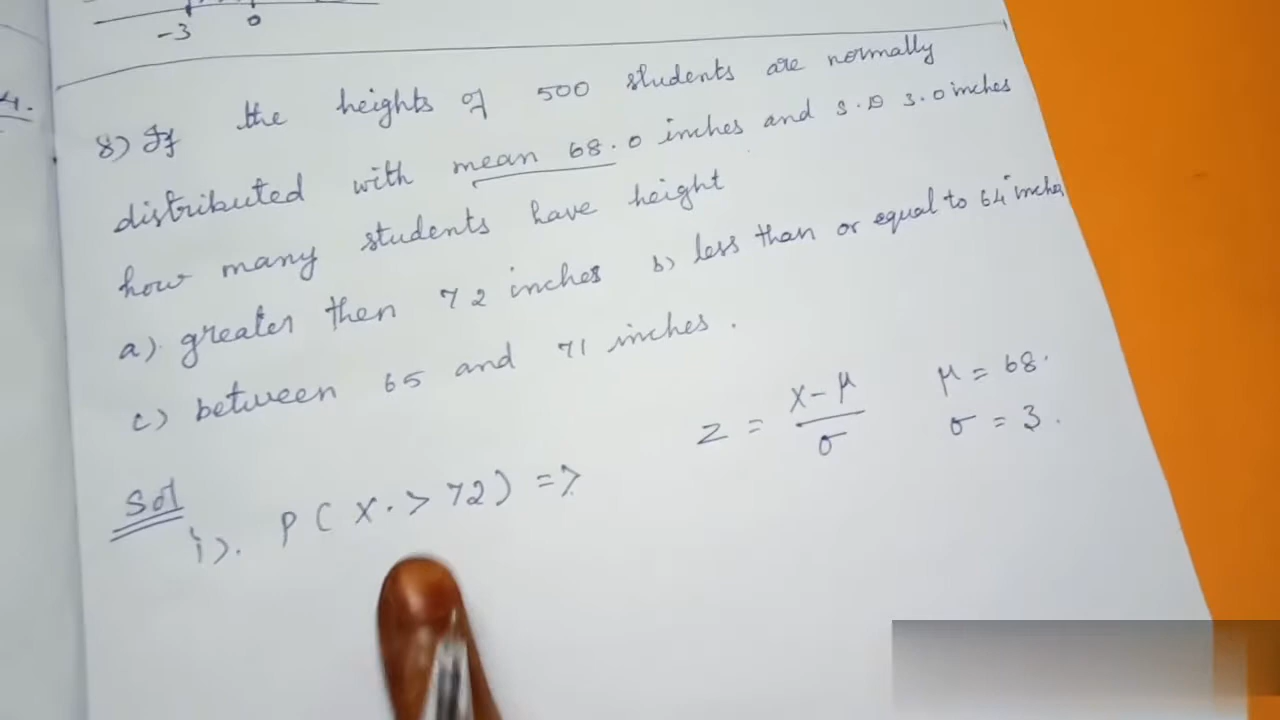 -3 0
4.
8) If the heights of 500 students are normally
distributed with mean 68.0 inches and S.D 3.0 inches
how many students have height
a). greater then 72 inches b) less than or equal to 64 inches
c) between 65 and 71 inches.
Z = X-μ / σ μ = 68.
σ = 3.
Sol
i). P(X > 72) =>